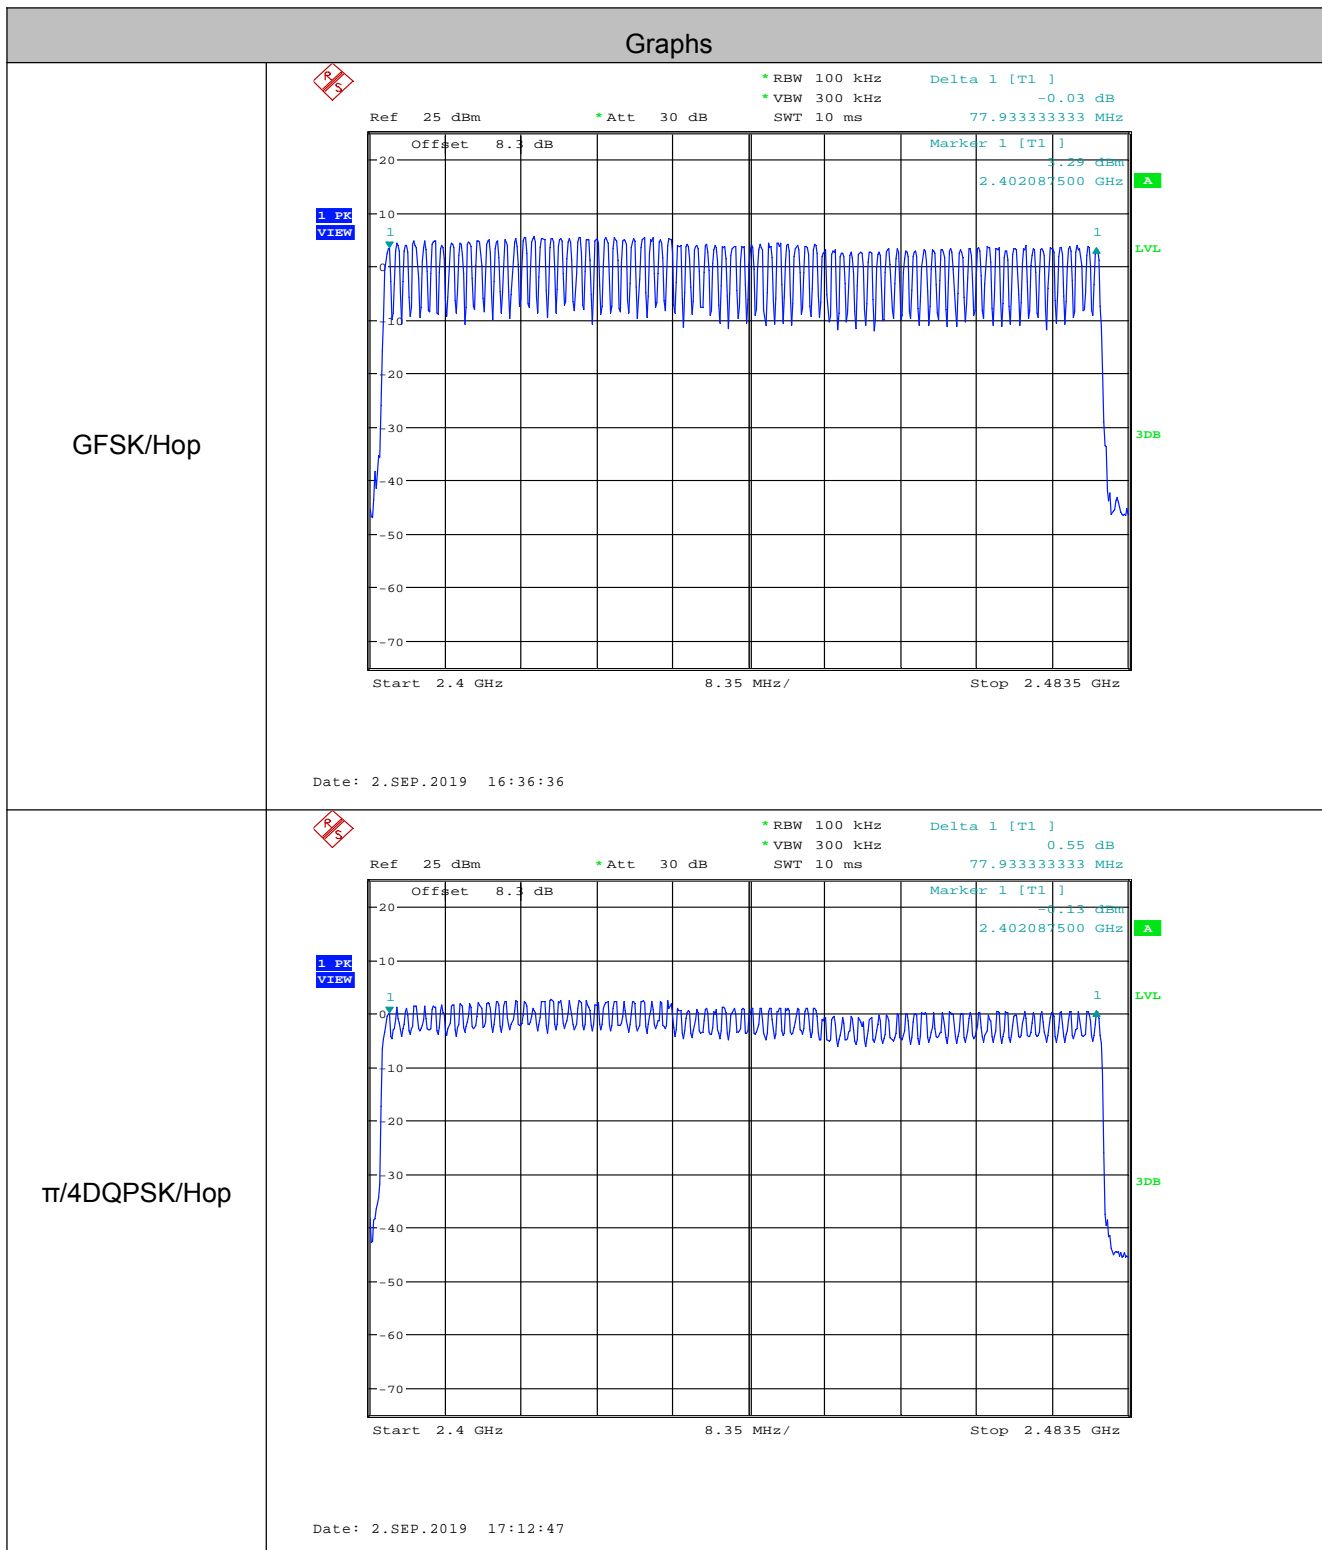 Graphs
GFSK/Hop
R S
*RBW 100 kHz Delta 1 [T1 ]
*VBW 300 kHz -0.03 dB
Ref 25 dBm *Att 30 dB SWT 10 ms 77.933333333 MHz
Offset 8.3 dB Marker 1 [T1 ]
20 3.29 dBm
2.402087500 GHz A
1 PK
VIEW
10
1 1
LVL
0
-10
-20
-30
3DB
-40
-50
-60
-70
Start 2.4 GHz 8.35 MHz/ Stop 2.4835 GHz
Date: 2.SEP.2019 16:36:36
π/4DQPSK/Hop
R S
*RBW 100 kHz Delta 1 [T1 ]
*VBW 300 kHz 0.55 dB
Ref 25 dBm *Att 30 dB SWT 10 ms 77.933333333 MHz
Offset 8.3 dB Marker 1 [T1 ]
20 -0.13 dBm
2.402087500 GHz A
1 PK
VIEW
10
1 1
LVL
0
-10
-20
-30
3DB
-40
-50
-60
-70
Start 2.4 GHz 8.35 MHz/ Stop 2.4835 GHz
Date: 2.SEP.2019 17:12:47